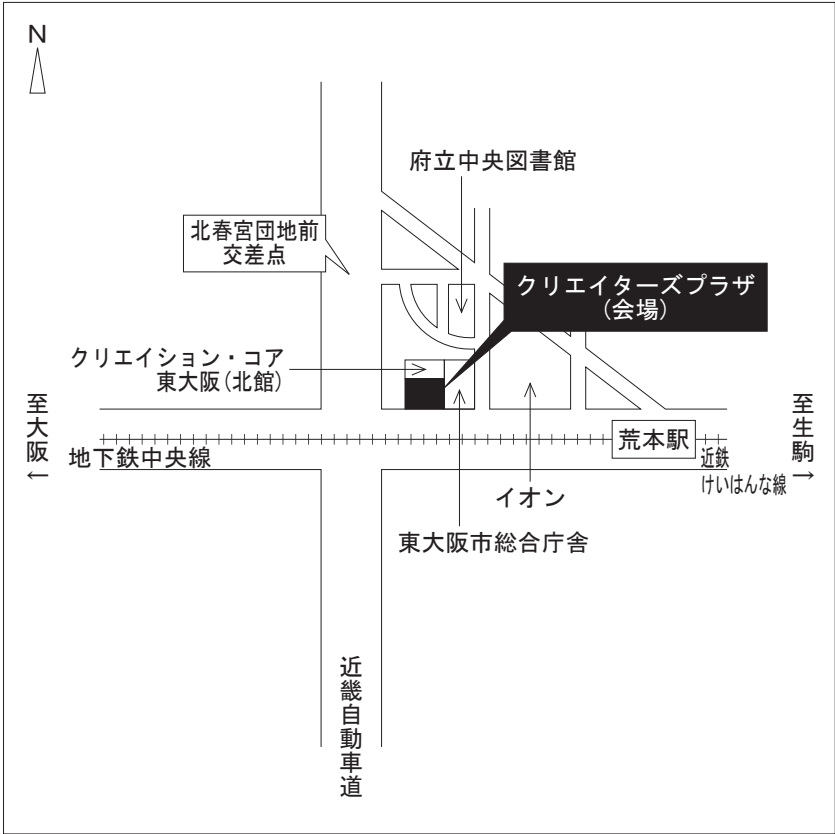 N
府立中央図書館
北春宮団地前
交差点
クリエイターズプラザ
(会場)
クリエイション・コア
東大阪(北館)
至大阪←
至生駒→
荒本駅
地下鉄中央線
近鉄
けいはんな線
イオン
東大阪市総合庁舎
近畿自動車道